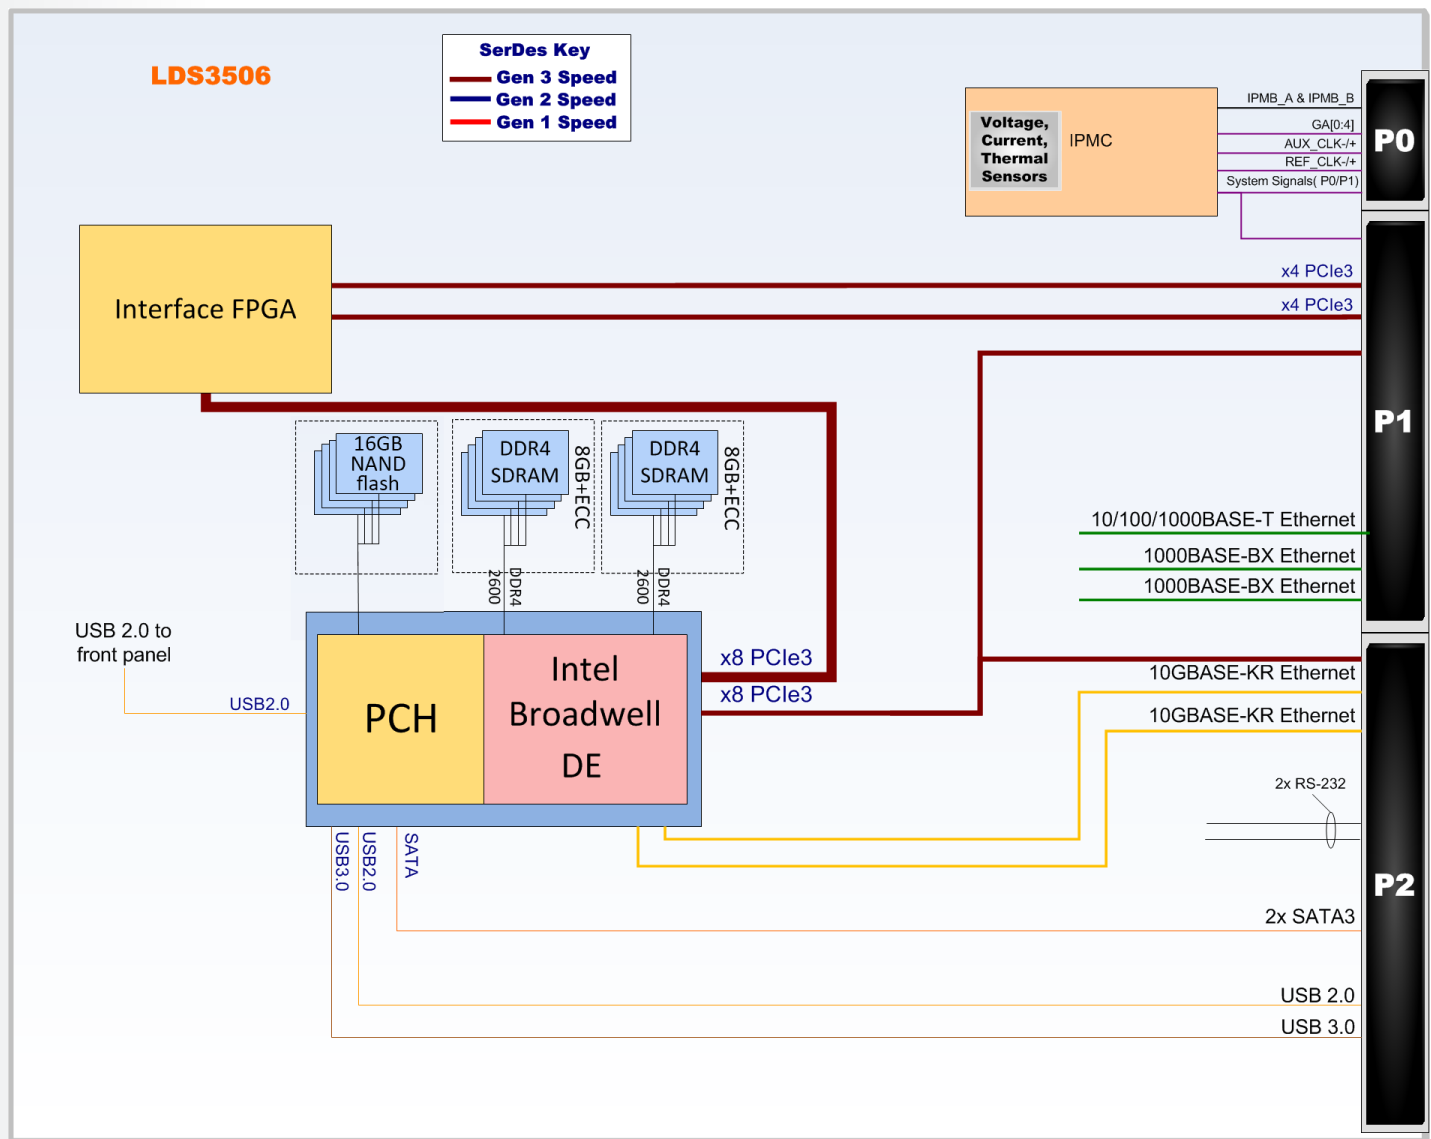 LDS3506
SerDes Key
Gen 3 Speed
Gen 2 Speed
Gen 1 Speed
Voltage,
Current,
Thermal
Sensors
IPMC
IPMB_A & IPMB_B
GA[0:4]
AUX_CLK-/+
REF_CLK-/+
System Signals( P0/P1)
P0
Interface FPGA
x4 PCIe3
x4 PCIe3
P1
16GB
NAND
flash
DDR4
SDRAM
8GB+ECC
DDR4
SDRAM
8GB+ECC
DDR4
2600
DDR4
2600
10/100/1000BASE-T Ethernet
1000BASE-BX Ethernet
1000BASE-BX Ethernet
USB 2.0 to
front panel
USB2.0
PCH
Intel
Broadwell
DE
x8 PCIe3
x8 PCIe3
10GBASE-KR Ethernet
10GBASE-KR Ethernet
2x RS-232
P2
USB3.0
USB2.0
SATA
2x SATA3
USB 2.0
USB 3.0